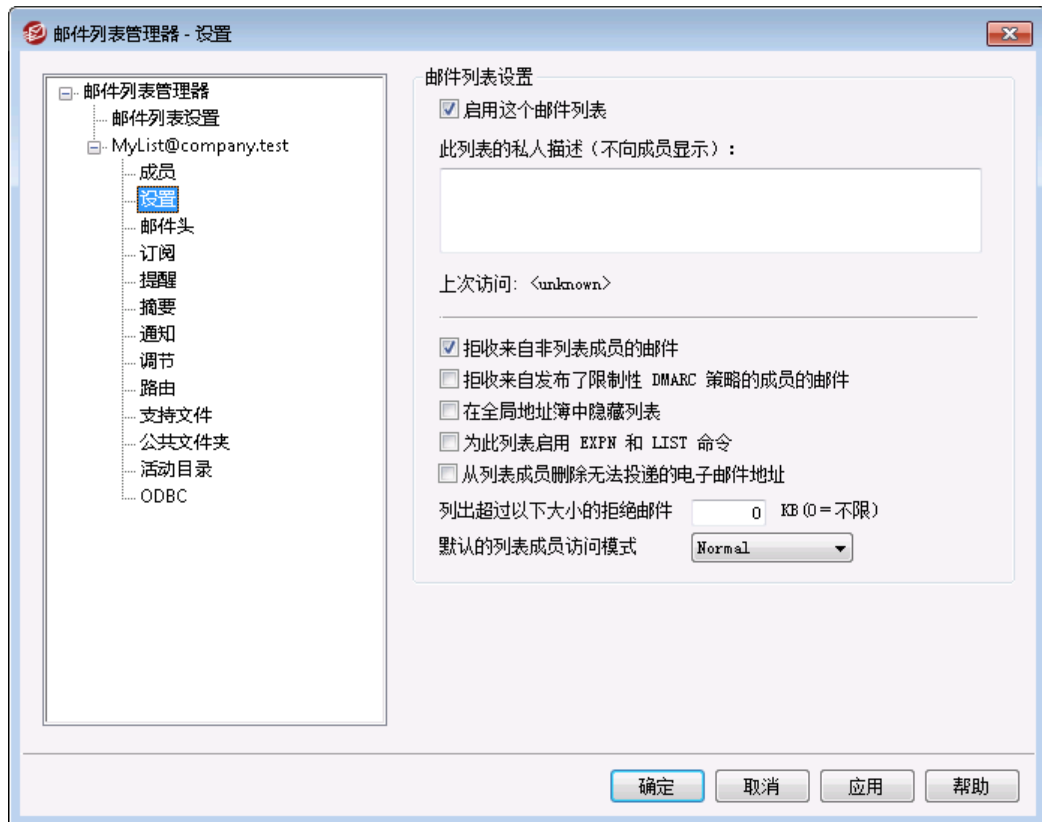 邮件列表管理器 - 设置
邮件列表管理器
邮件列表设置
MyList@company.test
成员
设置
邮件头
订阅
提醒
摘要
通知
调节
路由
支持文件
公共文件夹
活动目录
ODBC
邮件列表设置
启用这个邮件列表
此列表的私人描述（不向成员显示）：
上次访问: <unknown>
拒收来自非列表成员的邮件
拒收来自发布了限制性 DMARC 策略的成员的邮件
在全局地址簿中隐藏列表
为此列表启用 EXPN 和 LIST 命令
从列表成员删除无法投递的电子邮件地址
列出超过以下大小的拒绝邮件 0 KB(0＝不限)
默认的列表成员访问模式 Normal
确定 取消 应用 帮助